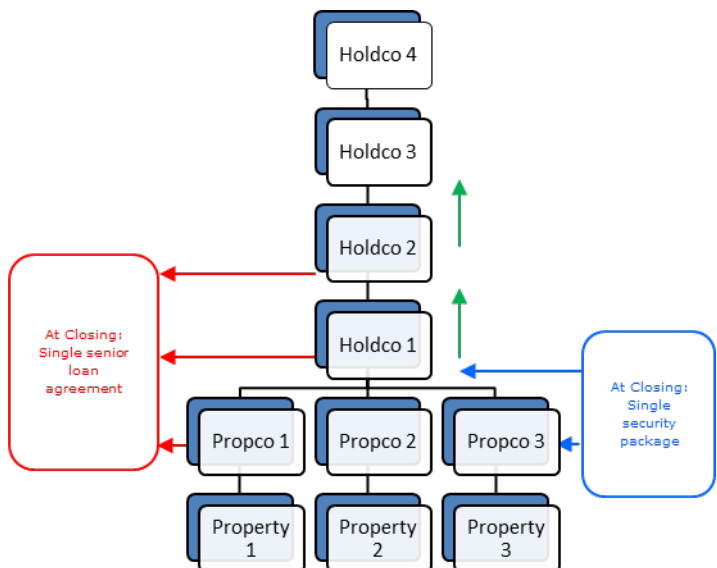 Holdco 4
Holdco 3
Holdco 2
Holdco 1
At Closing:
Single senior
loan
agreement
At Closing:
Single
security
package
Propco 1
Propco 2
Propco 3
Property
1
Property
2
Property
3